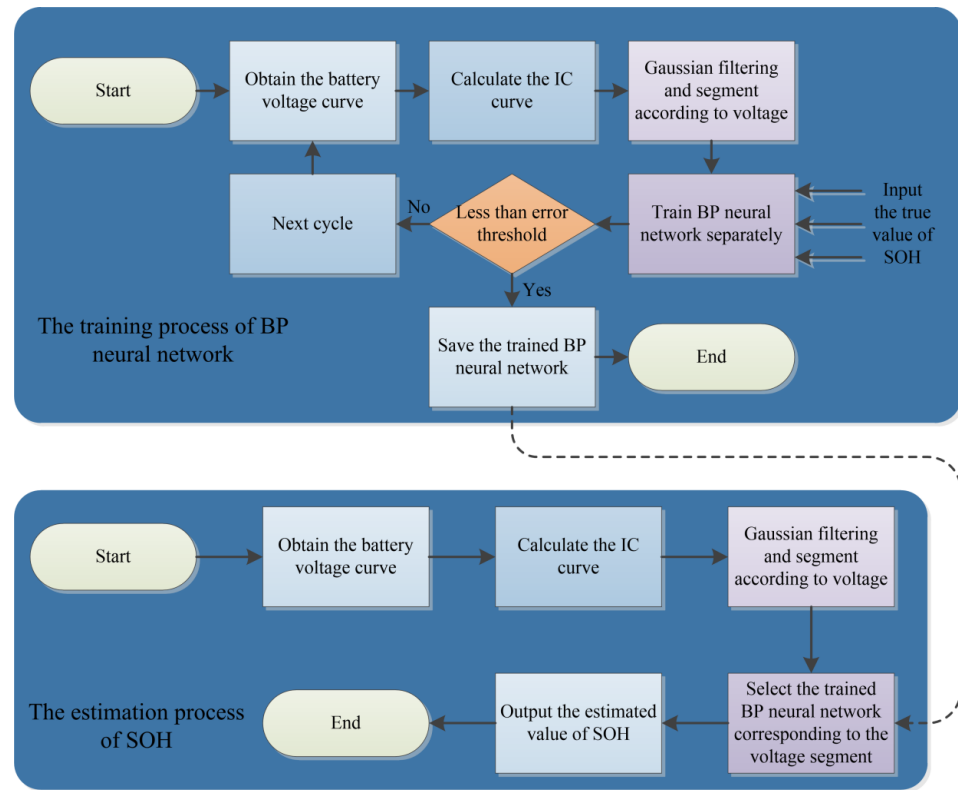 Start
Obtain the battery
voltage curve
Calculate the IC
curve
Gaussian filtering
and segment
according to voltage
Next cycle
No
Less than error
threshold
Train BP neural
network separately
Input
the true
value of
SOH
Yes
The training process of BP
neural network
Save the trained BP
neural network
End
Start
Obtain the battery
voltage curve
Calculate the IC
curve
Gaussian filtering
and segment
according to voltage
The estimation process
of SOH
End
Output the estimated
value of SOH
Select the trained
BP neural network
corresponding to the
voltage segment